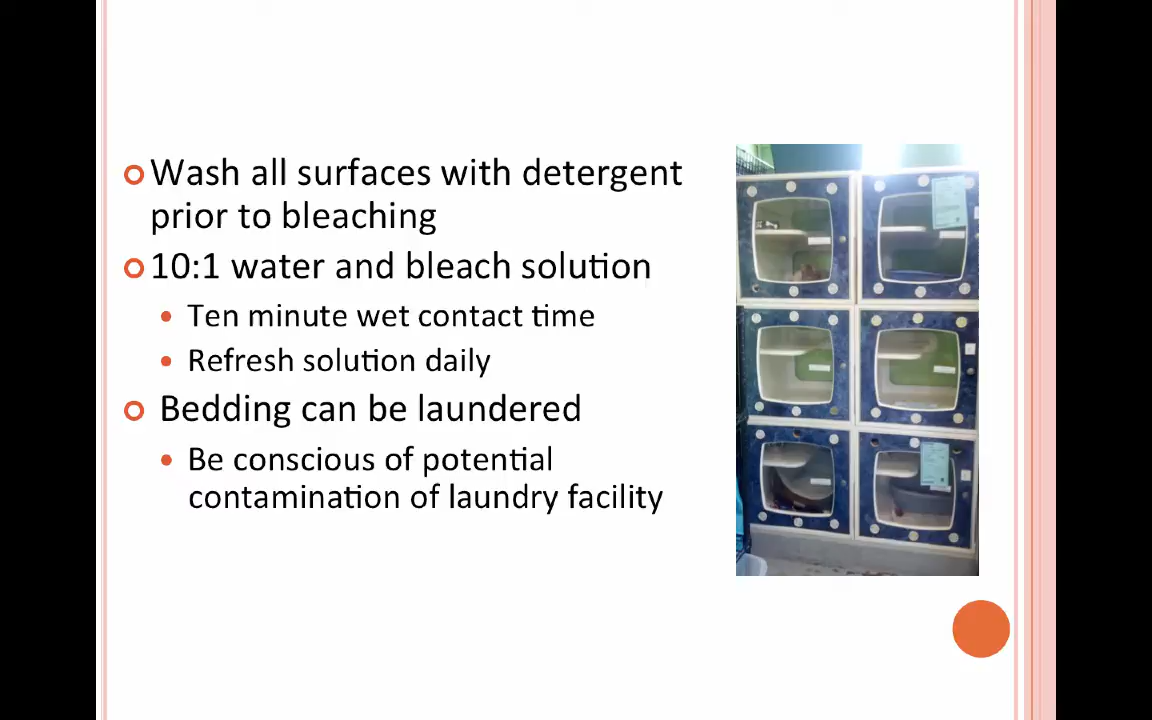 Wash all surfaces with detergent
prior to bleaching
10:1 water and bleach solution
Ten minute wet contact time
Refresh solution daily
Bedding can be laundered
Be conscious of potential
contamination of laundry facility